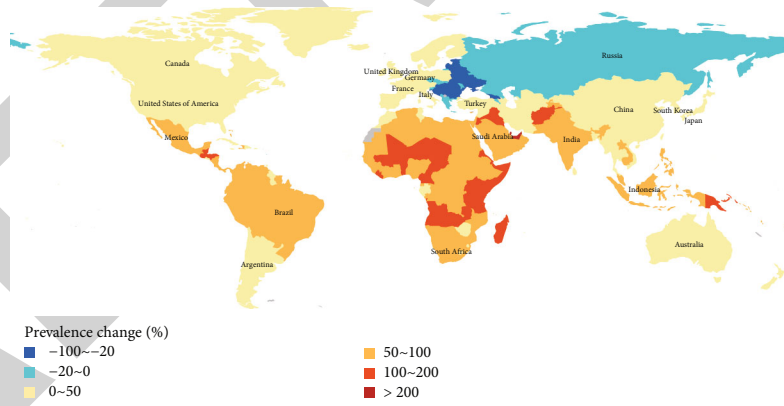 Canada
Russia
United Kingdom
Germany
France
Italy
United States of America
Turkey
China
South Korea
Japan
Mexico
Saudi Arabia
India
Indonesia
Brazil
Australia
South Africa
Argentina
Prevalence change (%)
−100~−20
−20~0
0~50
50~100
100~200
> 200